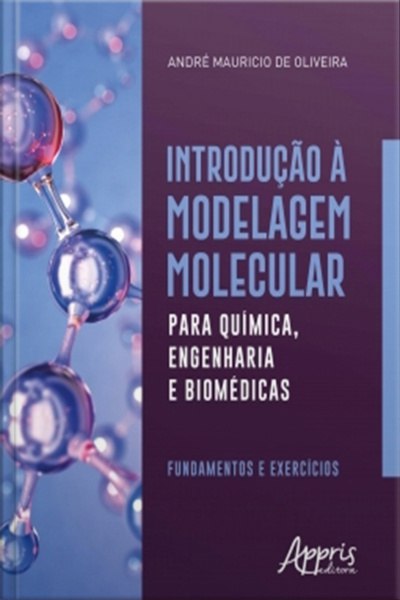 ANDRÉ MAURICIO DE OLIVEIRA
INTRODUÇÃO À
MODELAGEM
MOLECULAR
PARA QUÍMICA,
ENGENHARIA
E BIOMÉDICAS
FUNDAMENTOS E EXERCÍCIOS
Appris
editora